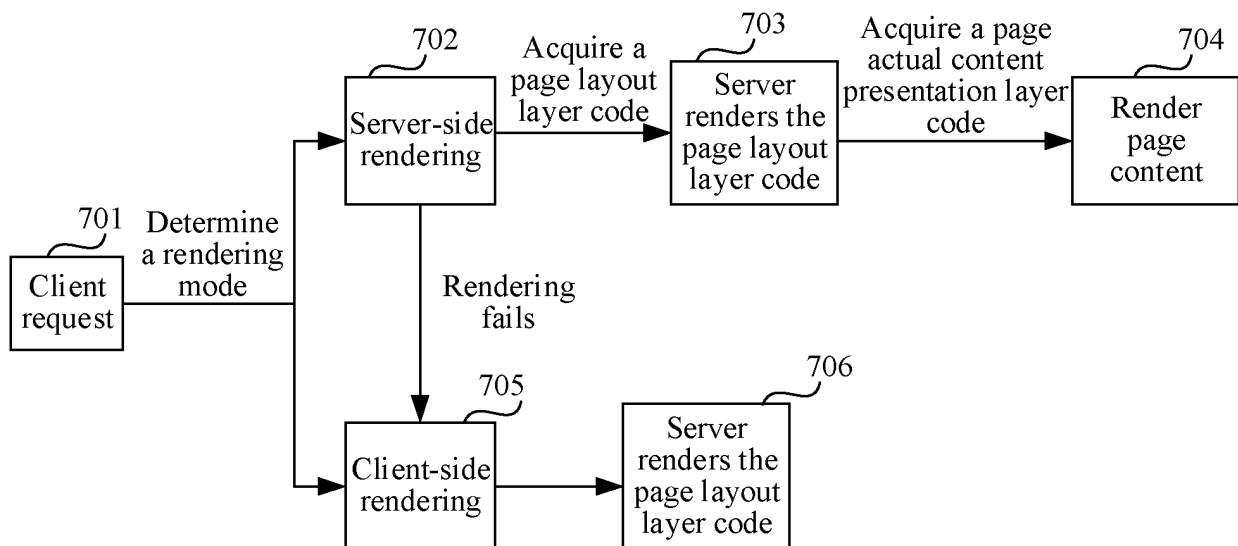 701
Client
request
Determine
a rendering
mode
702
Server-side
rendering
Acquire a
page layout
layer code
703
Server
renders the
page layout
layer code
Acquire a page
actual content
presentation layer
code
704
Render
page
content
Rendering
fails
705
Client-side
rendering
706
Server
renders the
page layout
layer code